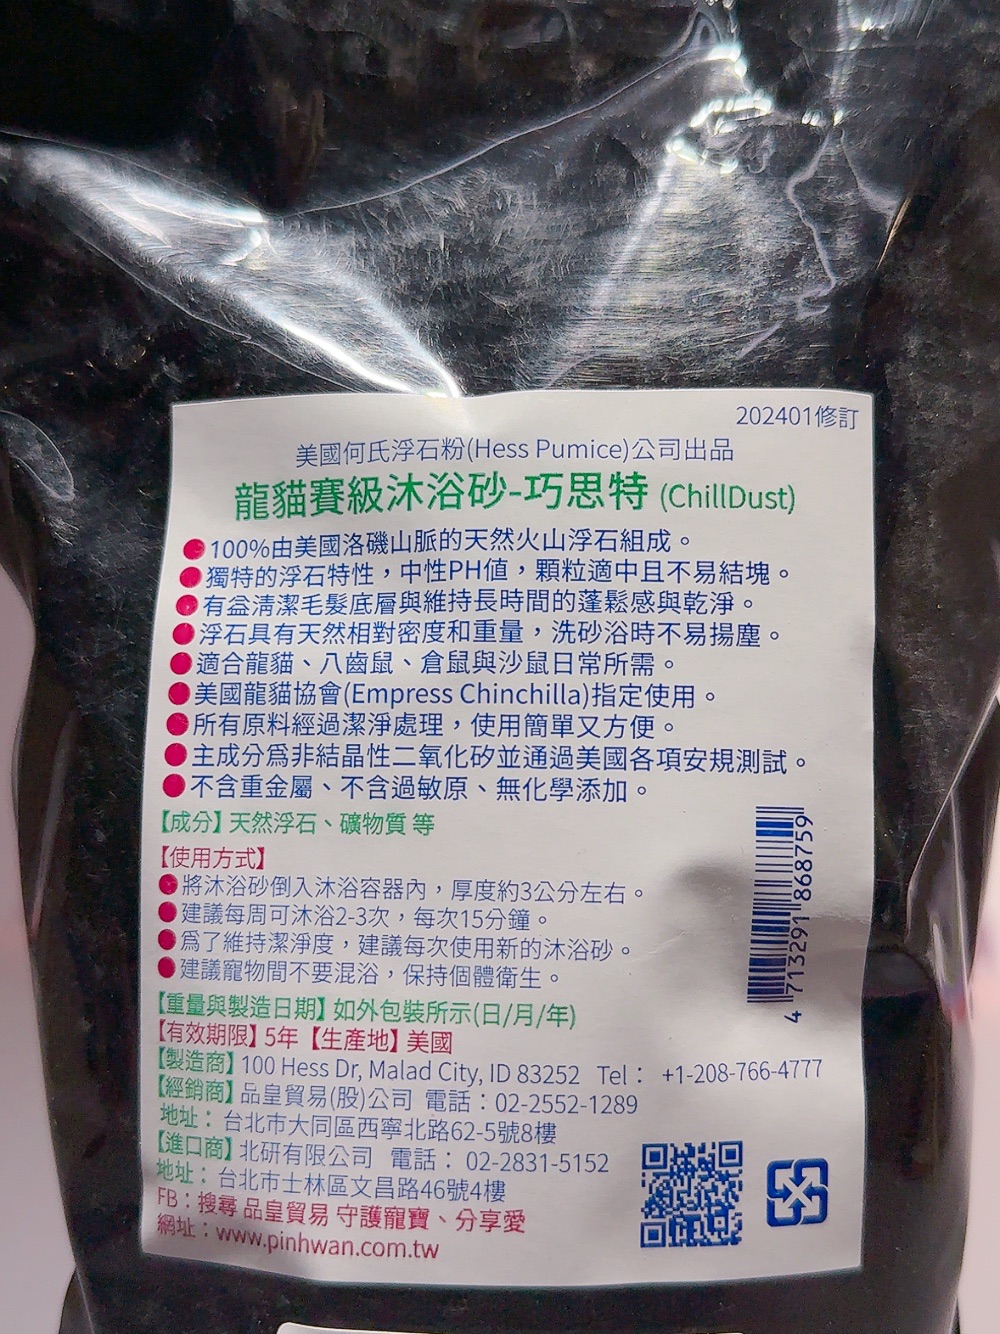 202401修訂
美國何氏浮石粉(Hess Pumice)公司出品
龍貓賽級沐浴砂-巧思特 (ChillDust)
●100%由美國洛磯山脈的天然火山浮石組成。
●獨特的浮石特性，中性PH值，顆粒適中且不易結塊。
●有益清潔毛髮底層與維持長時間的蓬鬆感與乾淨。
●浮石具有天然相對密度和重量，洗砂浴時不易揚塵。
●適合龍貓、八齒鼠、倉鼠與沙鼠日常所需。
●美國龍貓協會(Empress Chinchilla)指定使用。
●所有原料經過潔淨處理，使用簡單又方便。
●主成分爲非結晶性二氧化矽並通過美國各項安規測試。
●不含重金屬、不含過敏原、無化學添加。
【成分】天然浮石、礦物質 等
【使用方式】
●將沐浴砂倒入沐浴容器內，厚度約3公分左右。
●建議每周可沐浴2-3次，每次15分鐘。
●爲了維持潔淨度，建議每次使用新的沐浴砂。
●建議寵物間不要混浴，保持個體衛生。
【重量與製造日期】如外包裝所示(日/月/年)
【有效期限】5年【生產地】美國
【製造商】100 Hess Dr, Malad City, ID 83252 Tel： +1-208-766-4777
【經銷商】品皇貿易(股)公司 電話：02-2552-1289
地址：台北市大同區西寧北路62-5號8樓
【進口商】北研有限公司 電話：02-2831-5152
地址：台北市士林區文昌路46號4樓
FB：搜尋 品皇貿易 守護寵寶、分享愛
網址：www.pinhwan.com.tw
4 713291 868759